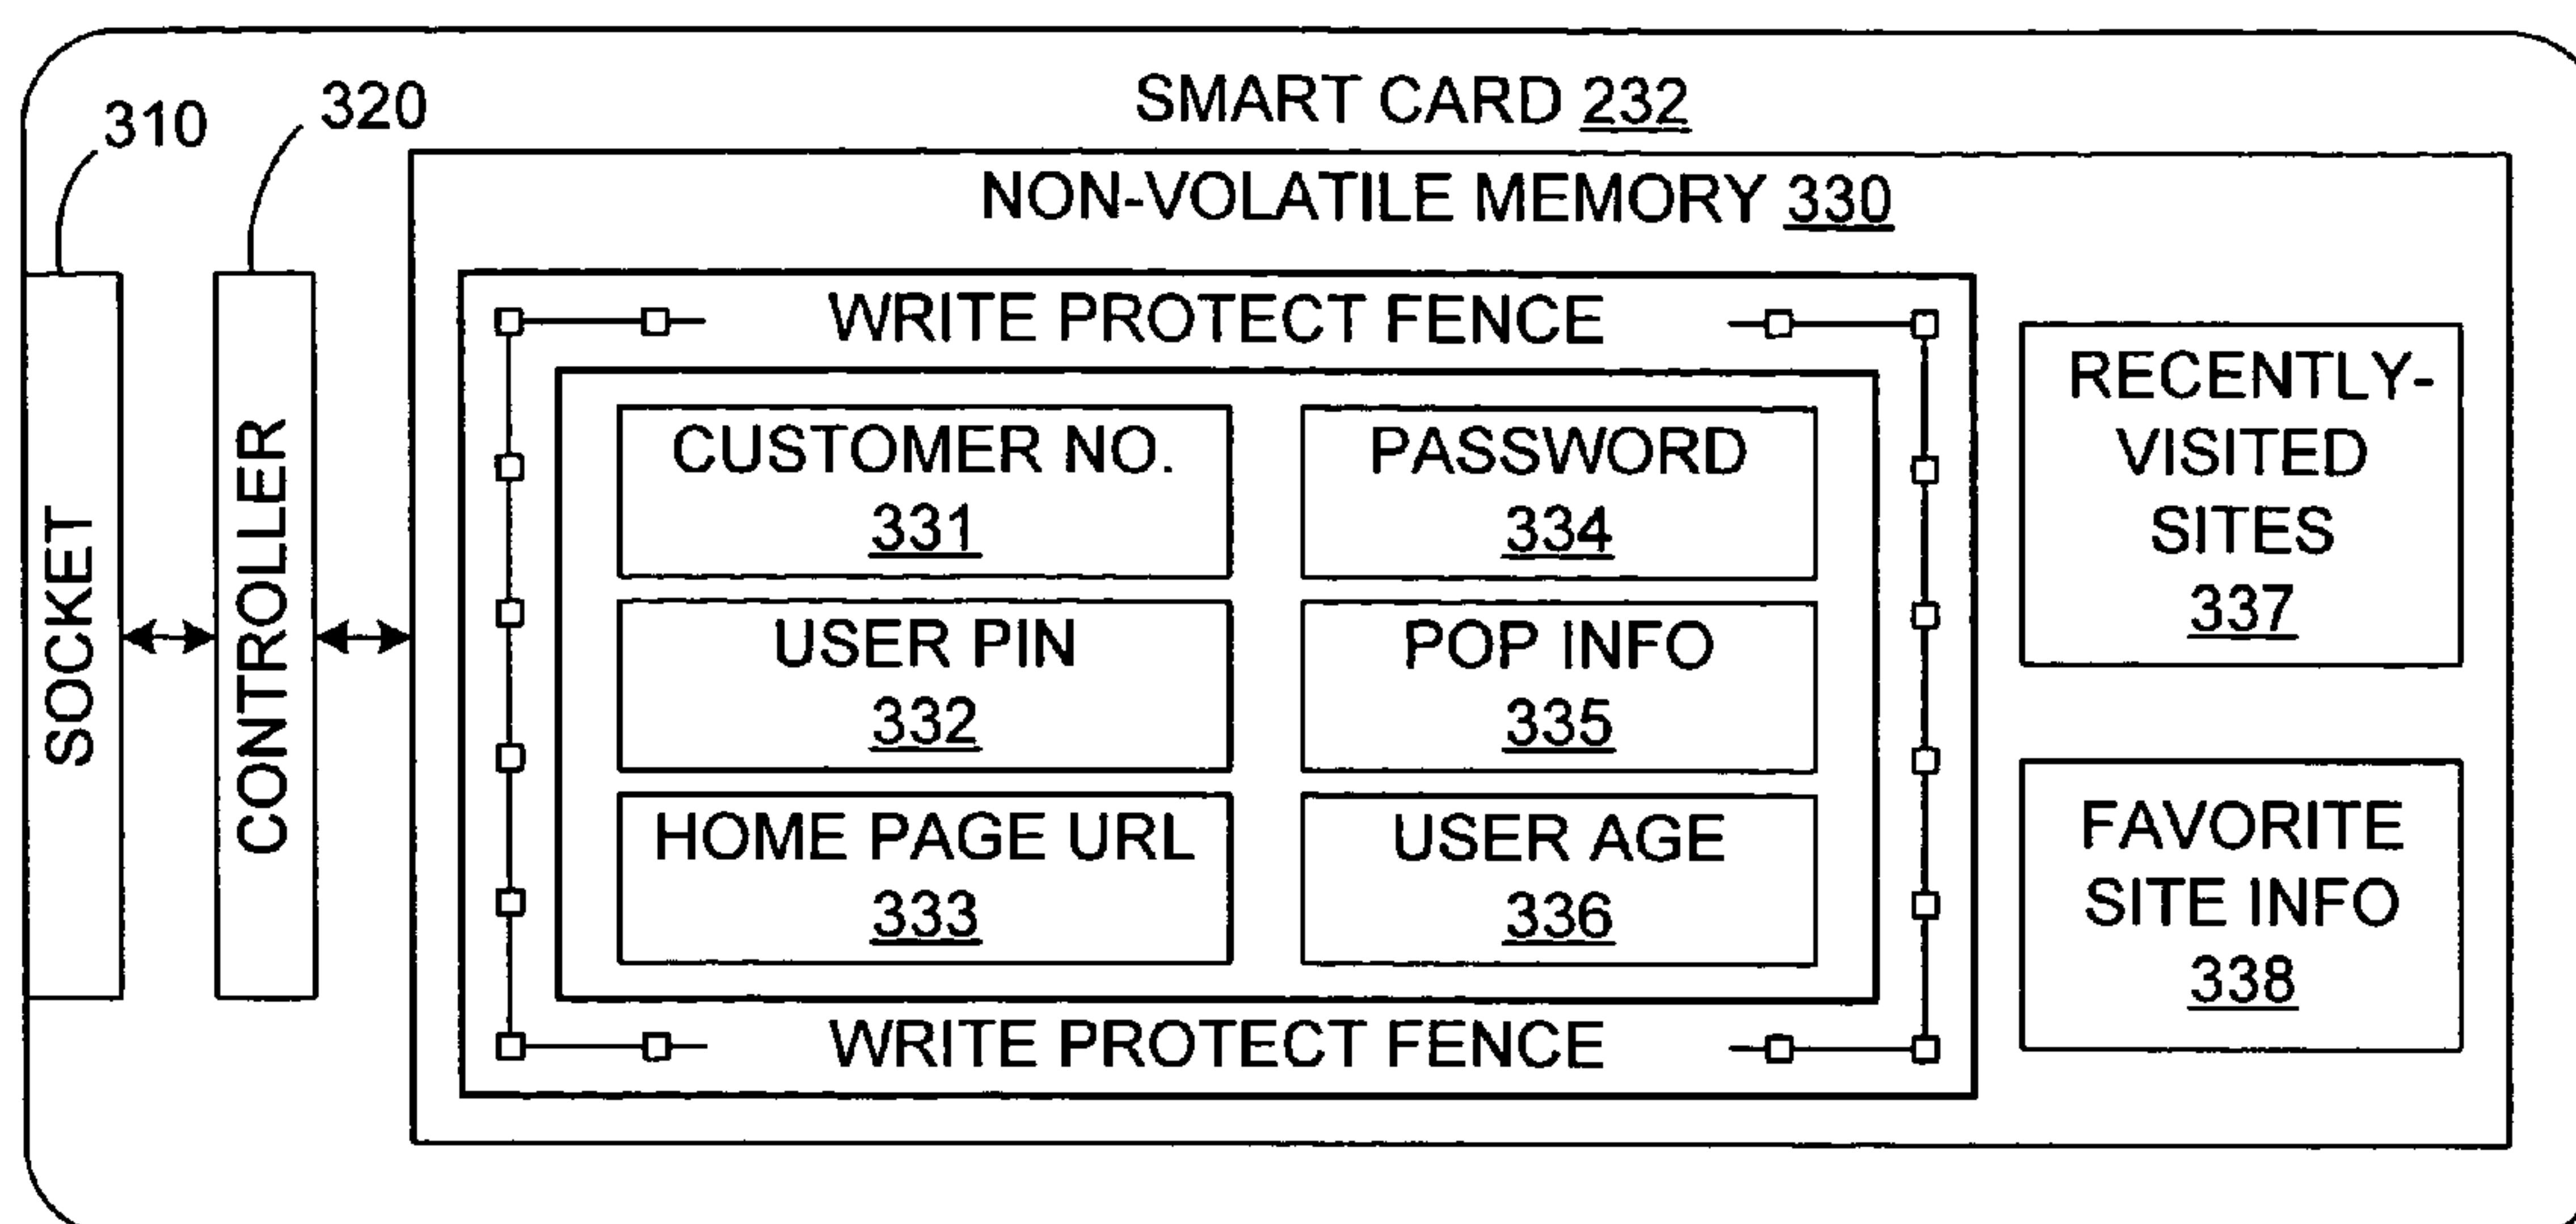 SMART CARD 232
310
320
NON-VOLATILE MEMORY 330
SOCKET
CONTROLLER
WRITE PROTECT FENCE
CUSTOMER NO.
331
PASSWORD
334
USER PIN
332
POP INFO
335
HOME PAGE URL
333
USER AGE
336
WRITE PROTECT FENCE
RECENTLY-
VISITED
SITES
337
FAVORITE
SITE INFO
338